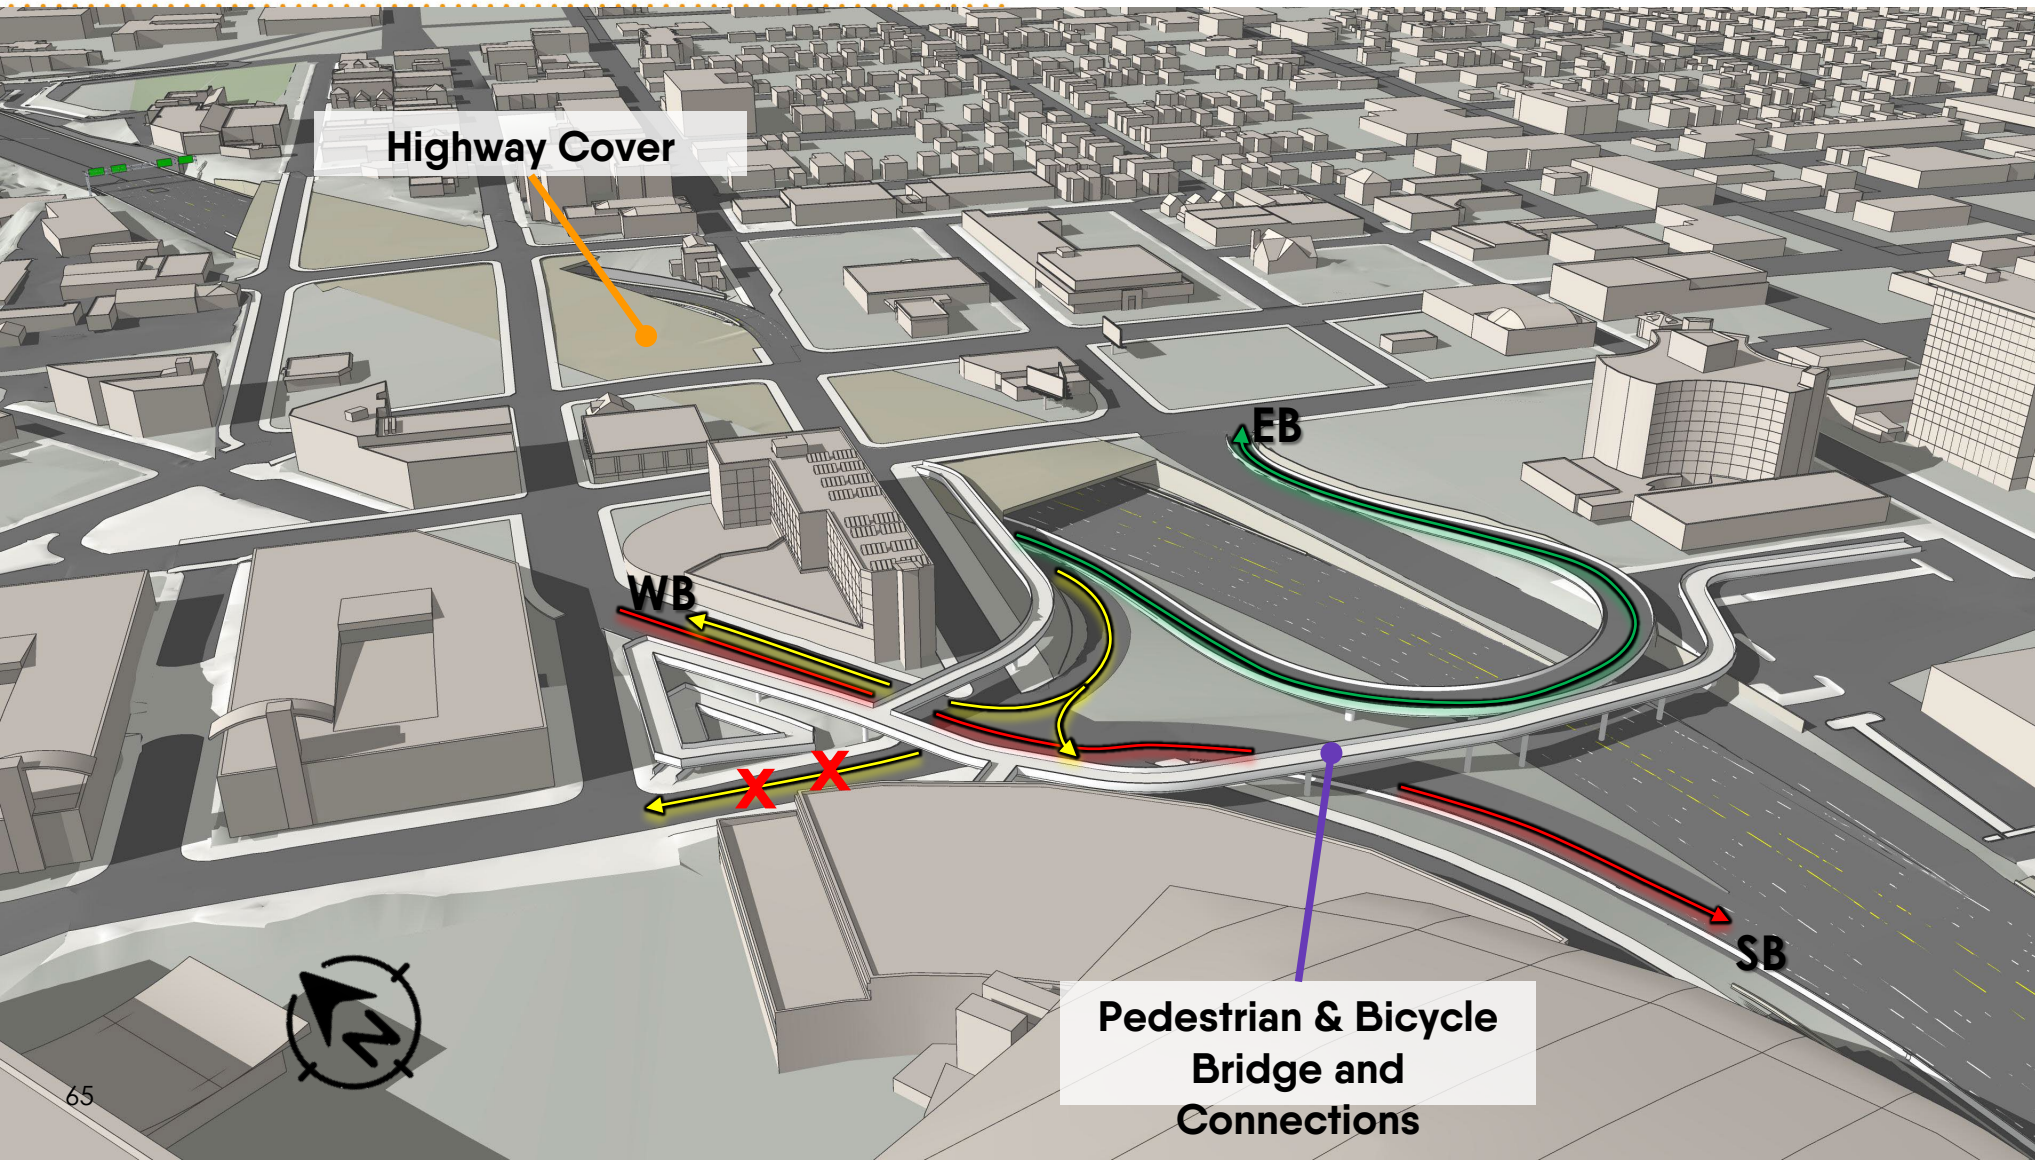 Highway Cover
EB
WB
X X
SB
N
Pedestrian & Bicycle
Bridge and
Connections
65